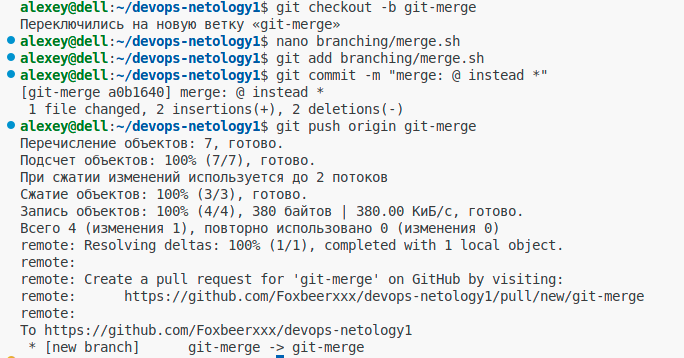 alexey@dell:~/devops-netology1$ git checkout -b git-merge
Переключились на новую ветку «git-merge»
alexey@dell:~/devops-netology1$ nano branching/merge.sh
alexey@dell:~/devops-netology1$ git add branching/merge.sh
alexey@dell:~/devops-netology1$ git commit -m "merge: @ instead *"
[git-merge a0b1640] merge: @ instead *
 1 file changed, 2 insertions(+), 2 deletions(-)
alexey@dell:~/devops-netology1$ git push origin git-merge
Перечисление объектов: 7, готово.
Подсчет объектов: 100% (7/7), готово.
При сжатии изменений используется до 2 потоков
Сжатие объектов: 100% (3/3), готово.
Запись объектов: 100% (4/4), 380 байтов | 380.00 КиБ/с, готово.
Всего 4 (изменения 1), повторно использовано 0 (изменения 0)
remote: Resolving deltas: 100% (1/1), completed with 1 local object.
remote:
remote: Create a pull request for 'git-merge' on GitHub by visiting:
remote:      https://github.com/Foxbeerxxx/devops-netology1/pull/new/git-merge
remote:
To https://github.com/Foxbeerxxx/devops-netology1
 * [new branch]      git-merge -> git-merge